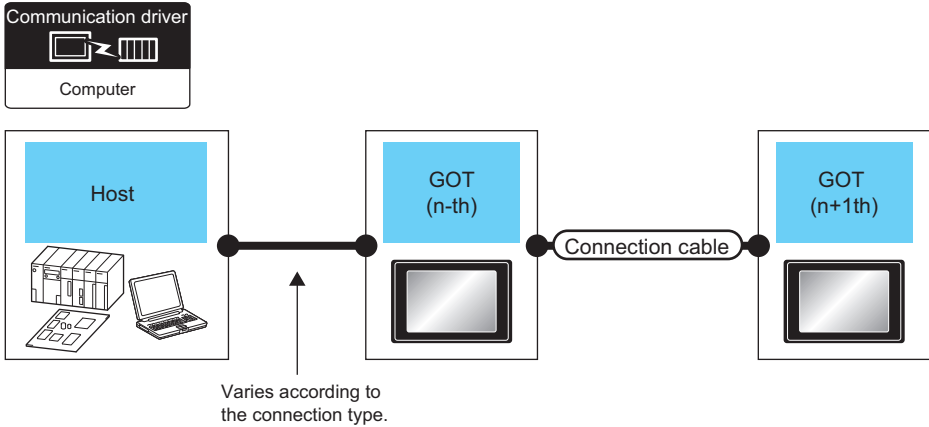 Communication driver
Computer
Host
GOT
(n-th)
Connection cable
GOT
(n+1th)
Varies according to
the connection type.